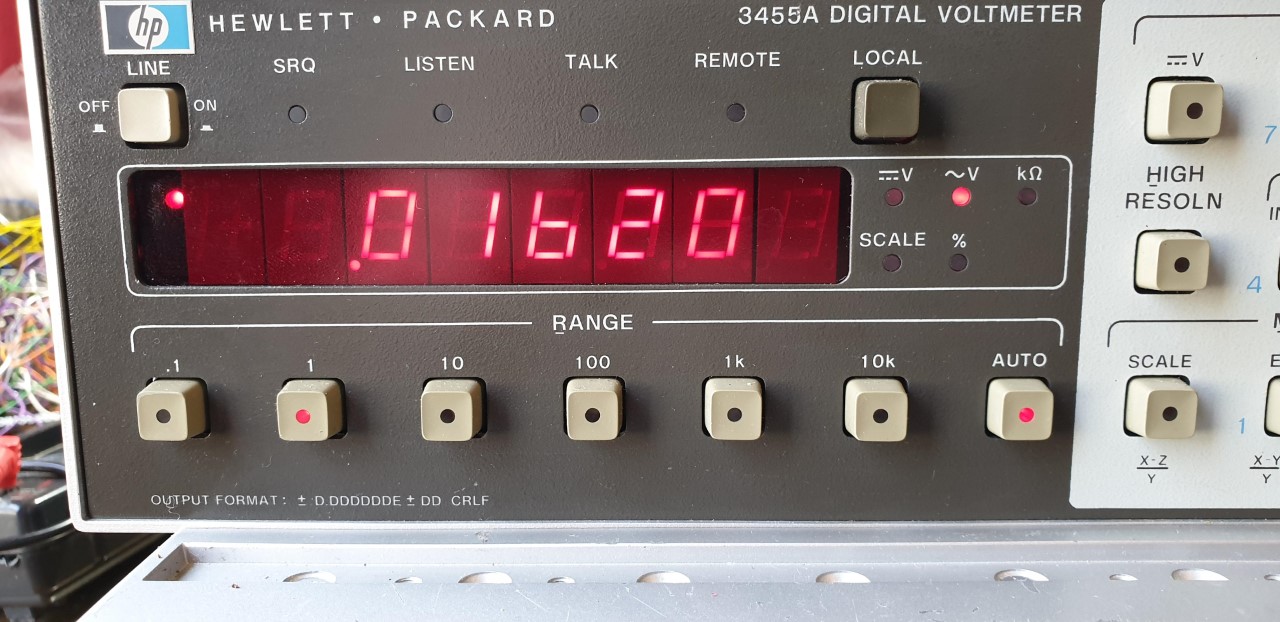 hp HEWLETT • PACKARD 3455A DIGITAL VOLTMETER
LINE SRQ LISTEN TALK REMOTE LOCAL
OFF ON
⎓V
7
.01620
⎓V ~V kΩ
SCALE %
HIGH
RESOLN
4
RANGE
.1 1 10 100 1k 10k AUTO
SCALE
1
X-Z
Y
X-Y
Y
OUTPUT FORMAT: ± D.DDDDDDE ± DD CRLF